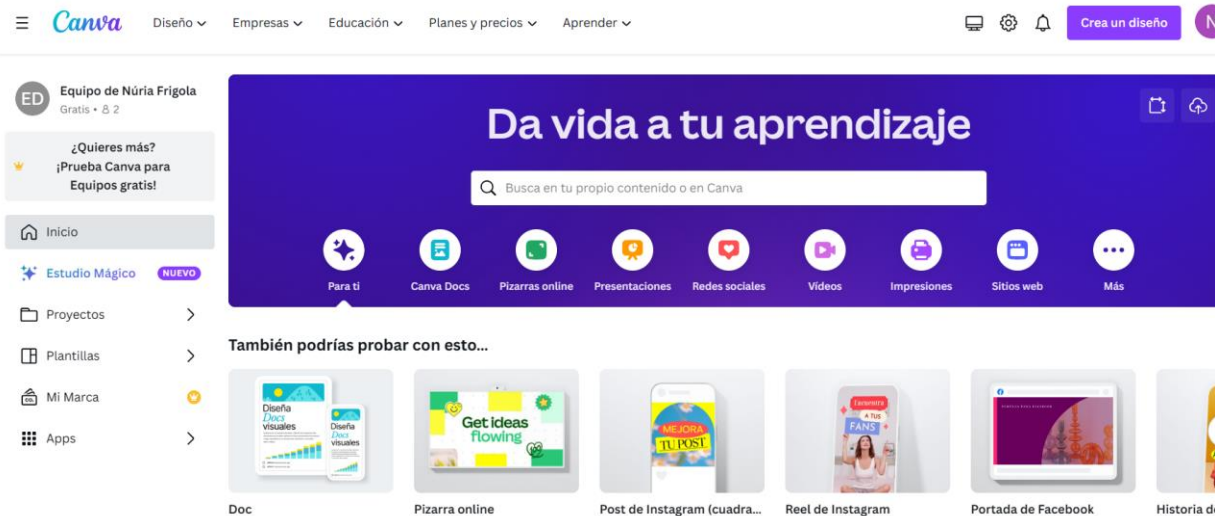 Canva
Diseño
Empresas
Educación
Planes y precios
Aprender
Crea un diseño
N
ED
Equipo de Núria Frigola
Gratis • 2
¿Quieres más?
¡Prueba Canva para
Equipos gratis!
Inicio
Estudio Mágico
NUEVO
Proyectos
Plantillas
Mi Marca
Apps
Da vida a tu aprendizaje
Busca en tu propio contenido o en Canva
Para ti
Canva Docs
Pizarras online
Presentaciones
Redes sociales
Vídeos
Impresiones
Sitios web
Más
También podrías probar con esto...
Diseña
Docs
visuales
Diseña
Docs
visuales
Get ideas
flowing
MEJORA
TU POST
Encuentra
A TUS
FANS
Doc
Pizarra online
Post de Instagram (cuadra...
Reel de Instagram
Portada de Facebook
Historia d